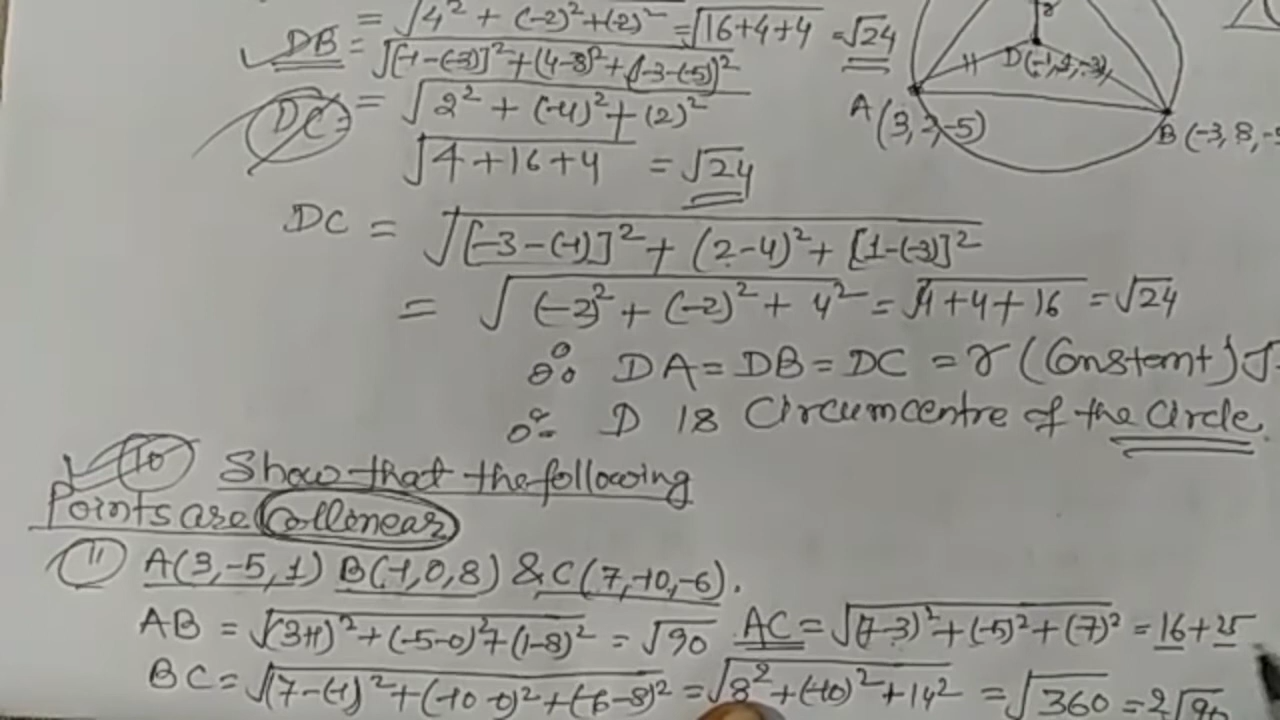 = √4² + (-2)² + (2)² = √16+4+4 = √24
DB = √[-1-(-3)]² + (4-8)² + (-3-(-5))²
DC =
= √2² + (-4)² + (2)²
√4+16+4 = √24
A(3, 2, -5)
B(-3, 8, -5
DC = √[-3-(-1)]² + (2-4)² + [1-(-3)]²
= √(-2)² + (-2)² + 4² = √4+4+16 = √24
∴ DA = DB = DC = r (Constant)
∴ D is Circumcentre of the Circle.
10 Show that the following
Points are Collinear
11) A(3,-5,1) B(-1,0,8) & C(7,-10,-6).
AB = √(3+1)² + (-5-0)² + (1-8)² = √90 AC = √(7-3)² + (-5)² + (7)² = 16+25
BC = √(7-(-1)² + (-10-0)² + (-6-8)² = √8² + (-10)² + 14² = √360 = 2√90